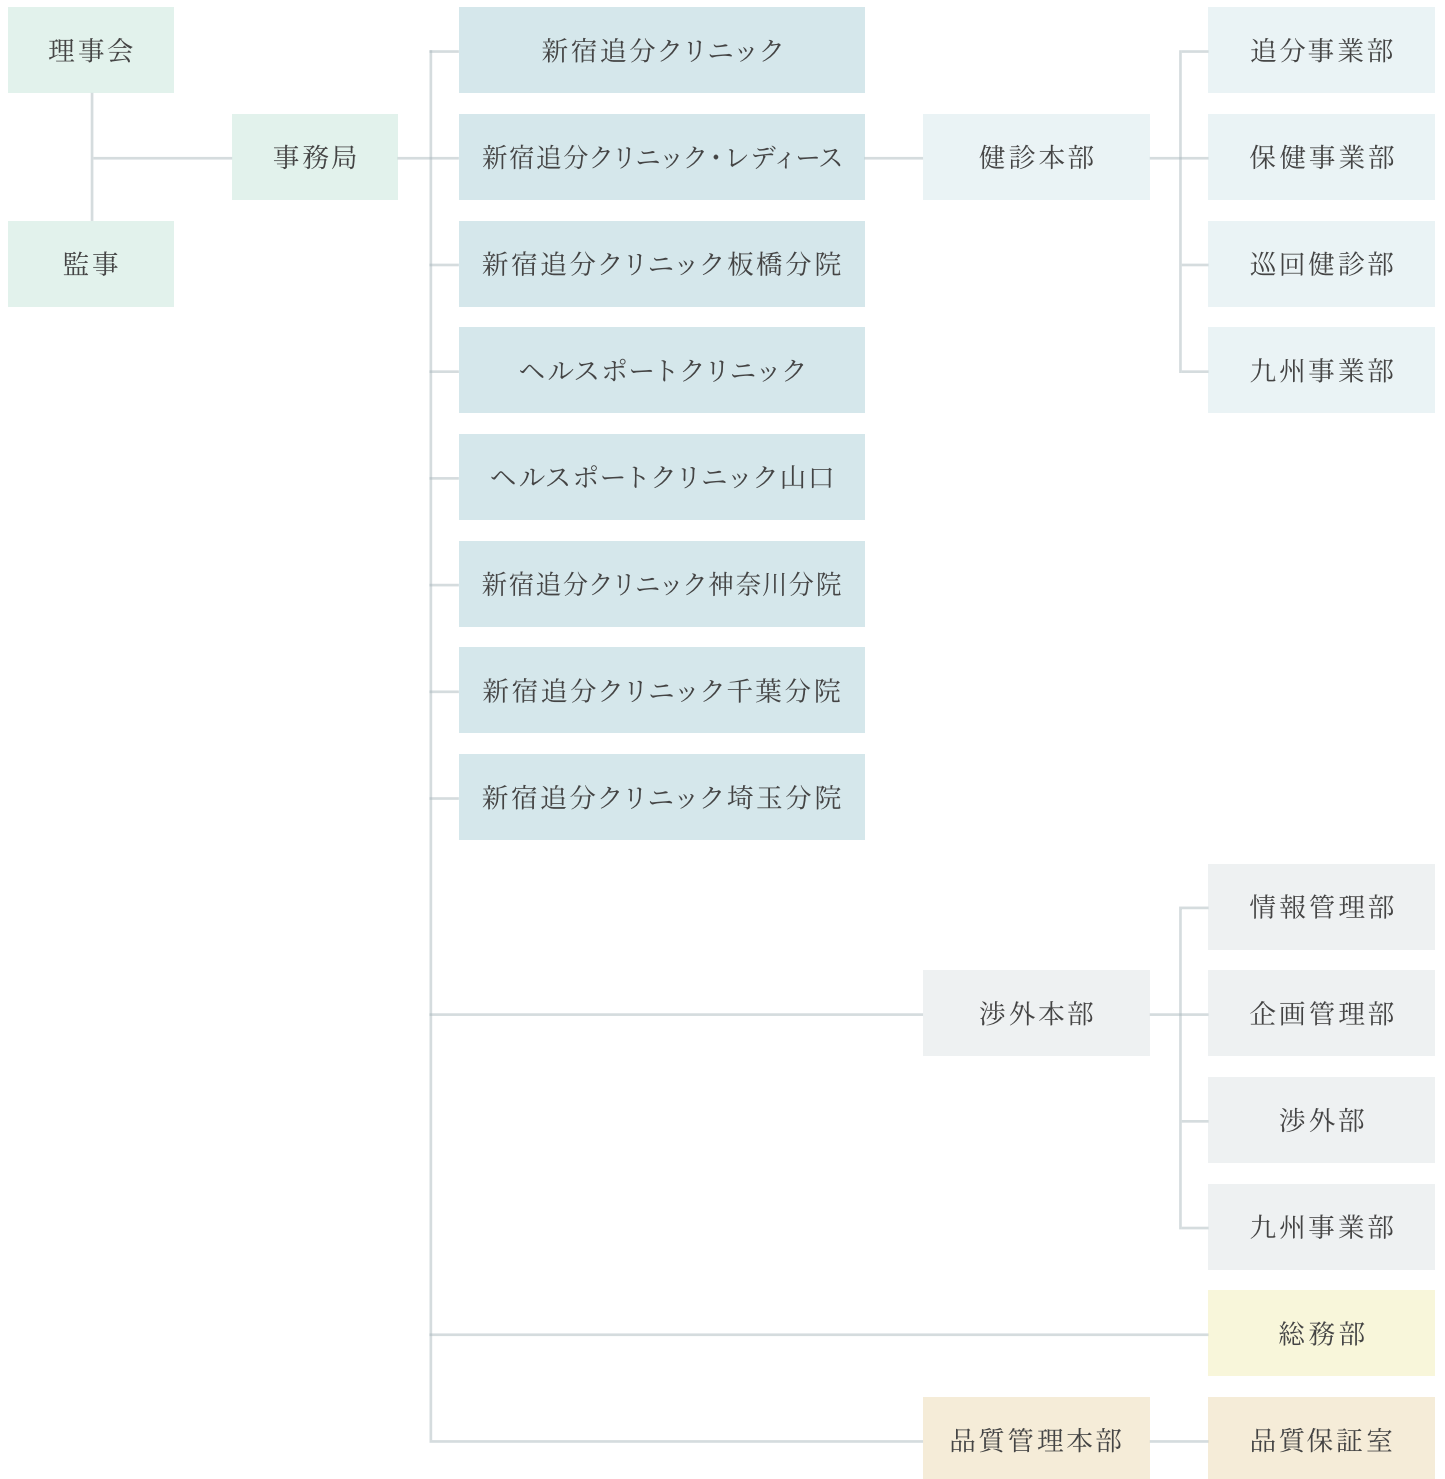 理事会
監事
事務局
新宿追分クリニック
新宿追分クリニック・レディース
新宿追分クリニック板橋分院
ヘルスポートクリニック
ヘルスポートクリニック山口
新宿追分クリニック神奈川分院
新宿追分クリニック千葉分院
新宿追分クリニック埼玉分院
健診本部
追分事業部
保健事業部
巡回健診部
九州事業部
渉外本部
情報管理部
企画管理部
渉外部
九州事業部
総務部
品質管理本部
品質保証室